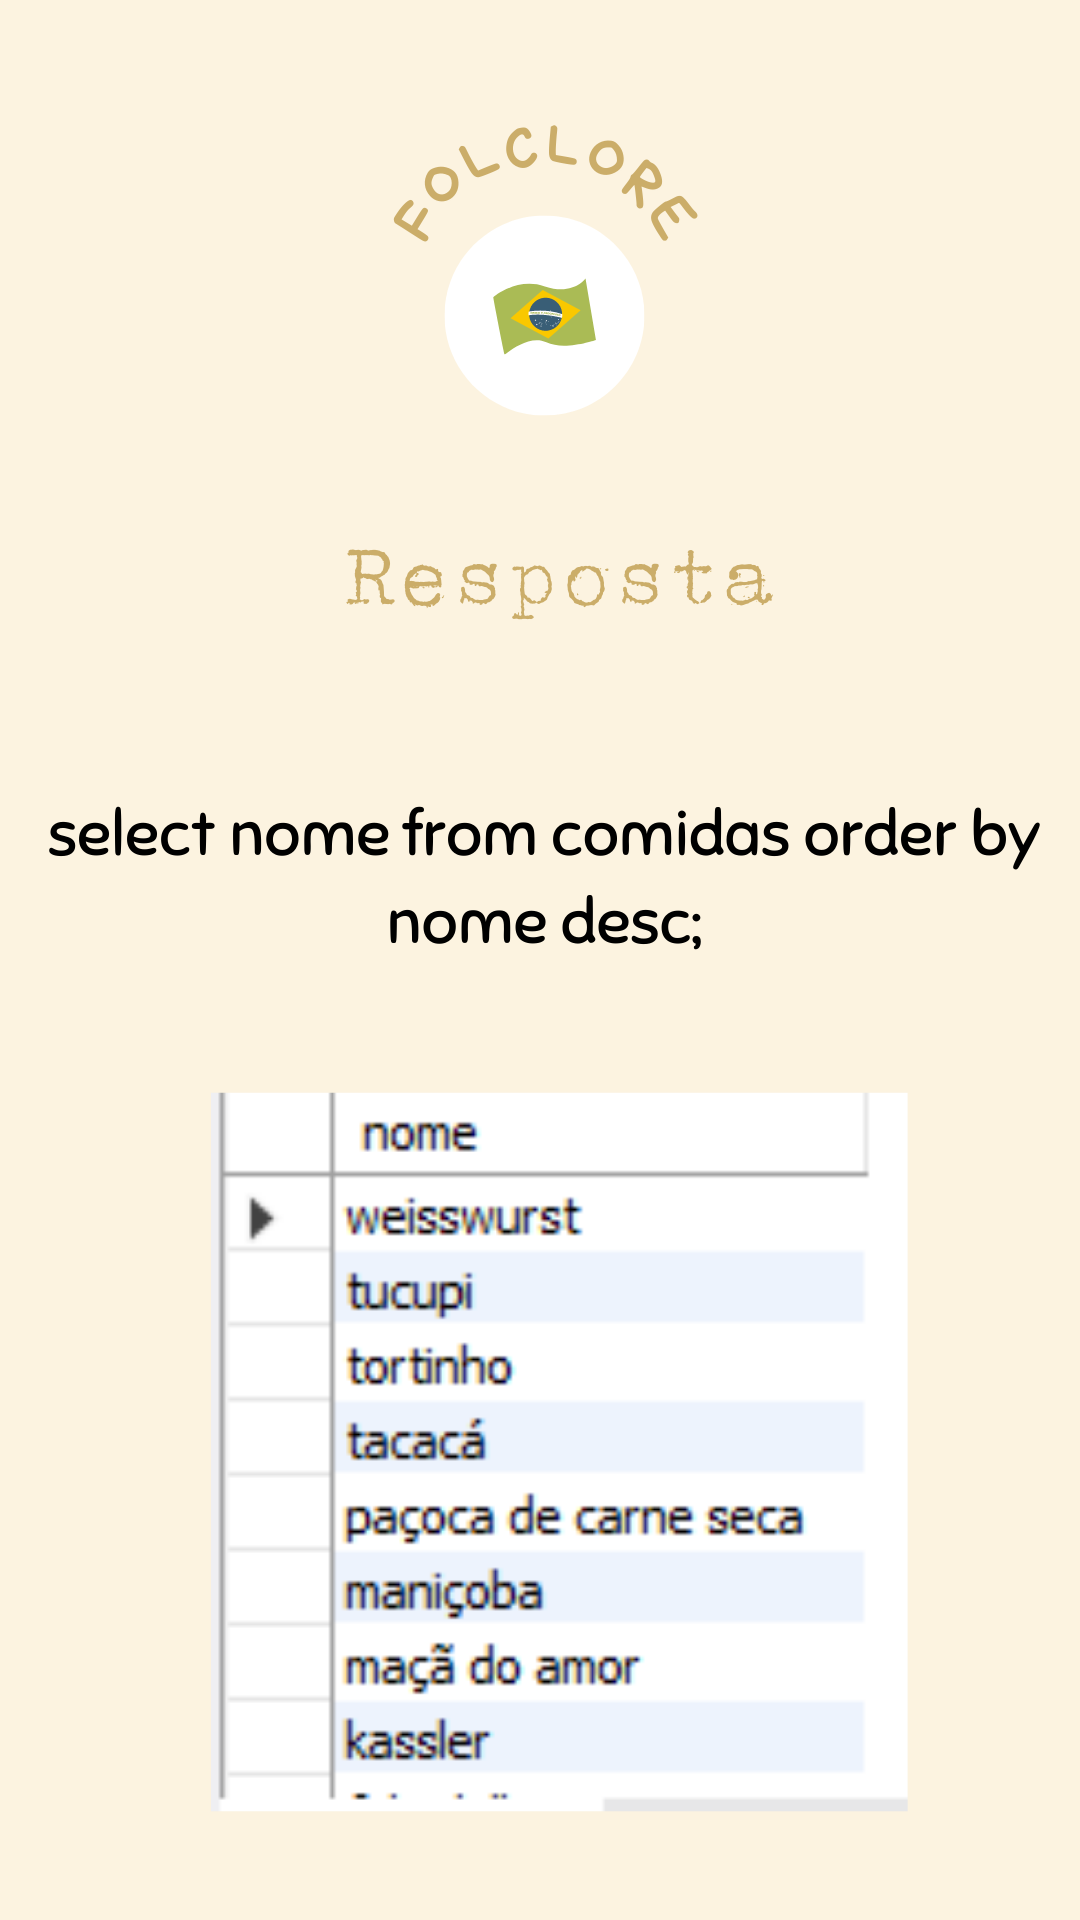 FOLCLORE
Resposta
select nome from comidas order by
nome desc;
nome
weisswurst
tucupi
tortinho
tacacá
paçoca de carne seca
maniçoba
maçã do amor
kassler